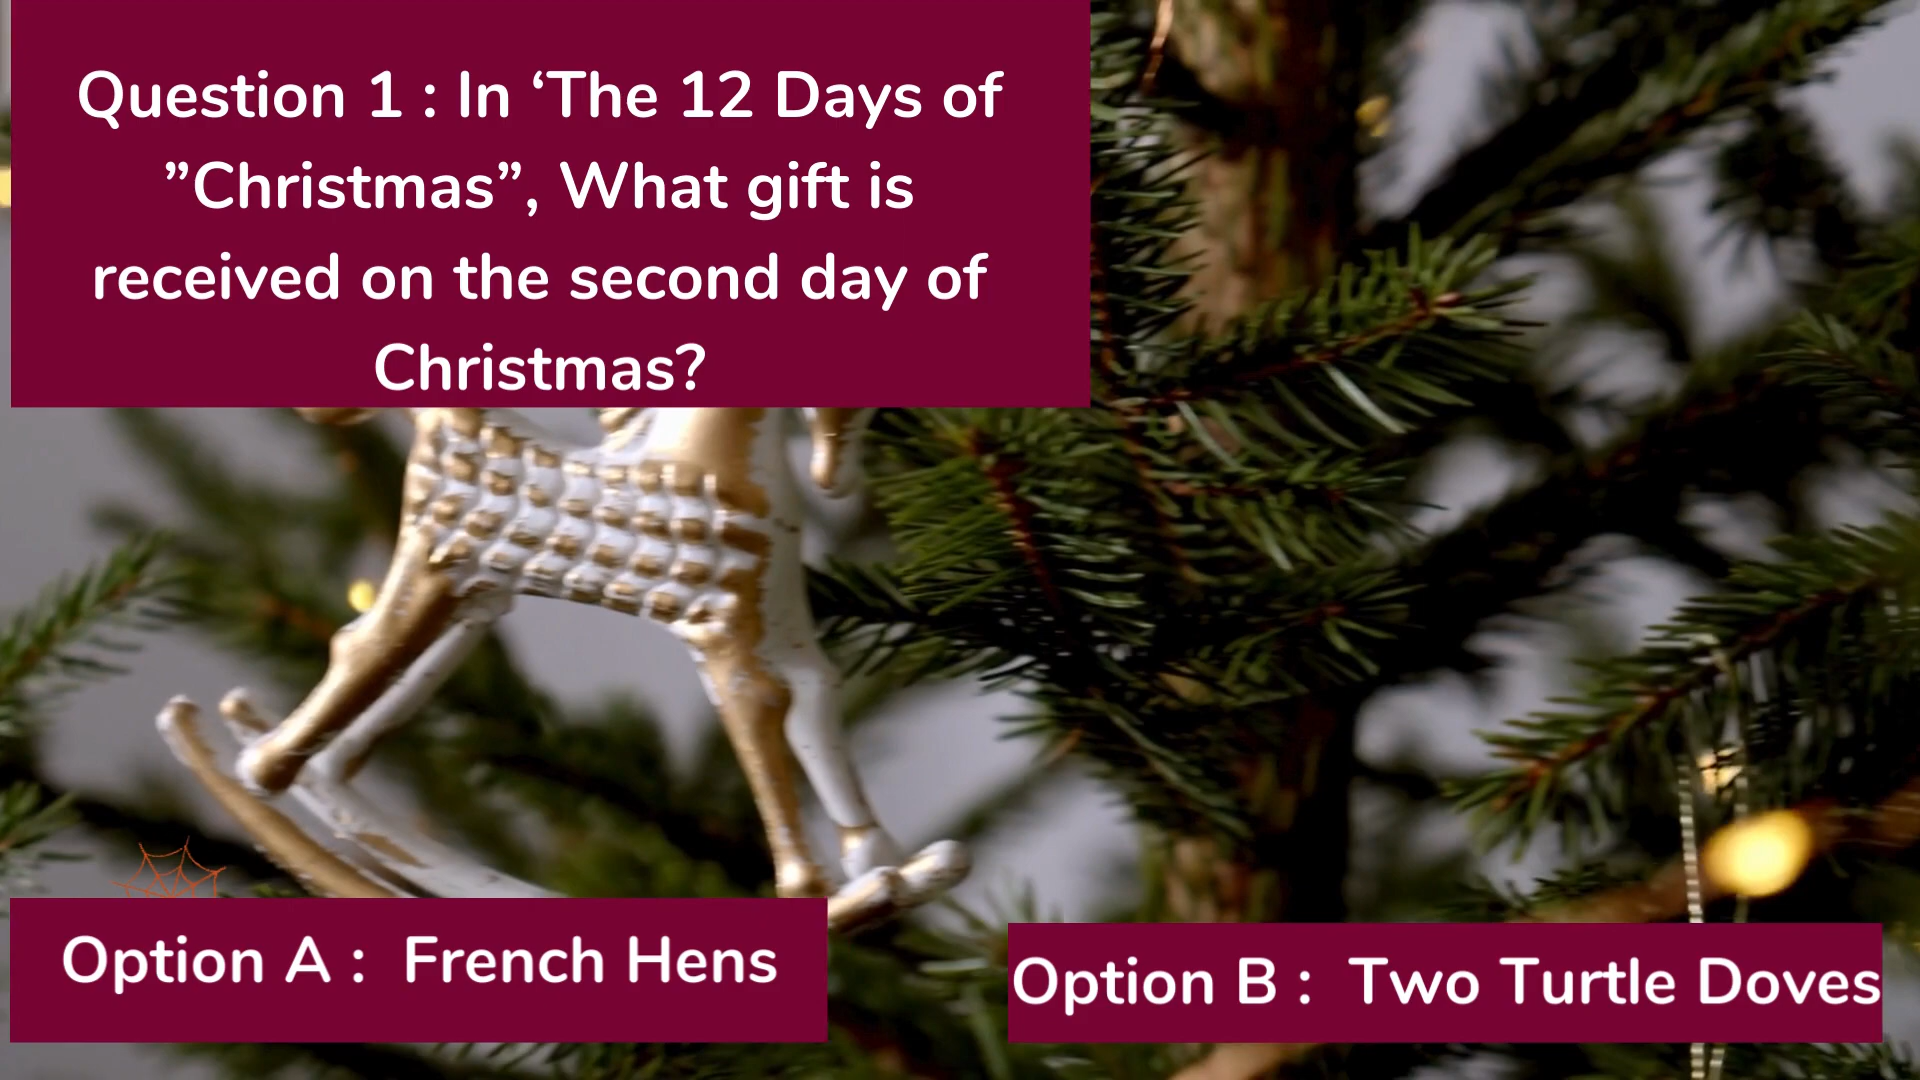 Question 1 : In ‘The 12 Days of
”Christmas”, What gift is
received on the second day of
Christmas?
Option A :  French Hens
Option B :  Two Turtle Doves